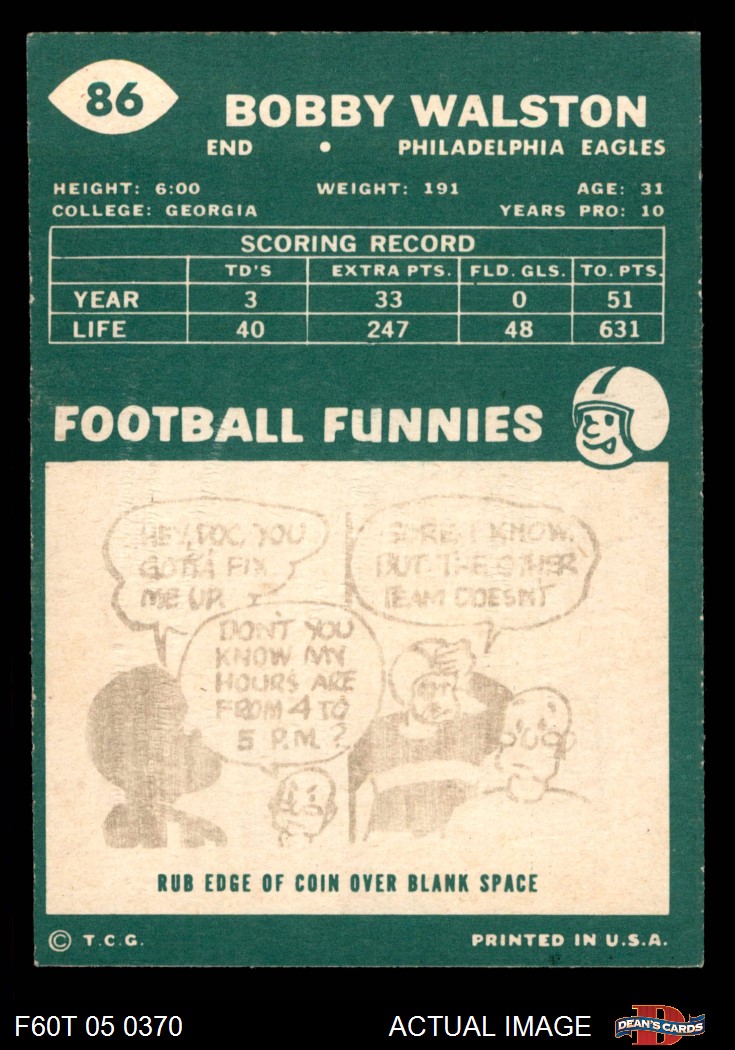 86
BOBBY WALSTON
END • PHILADELPHIA EAGLES
HEIGHT: 6:00 WEIGHT: 191 AGE: 31
COLLEGE: GEORGIA YEARS PRO: 10
SCORING RECORD
TD'S EXTRA PTS. FLD. GLS. TO. PTS.
YEAR 3 33 0 51
LIFE 40 247 48 631
FOOTBALL FUNNIES
HEY, DOC, YOU
GOTTA FIX
ME UP.
DON'T YOU
KNOW MY
HOURS ARE
FROM 4 TO
5 P.M.?
SURE, I KNOW.
BUT THE OTHER
TEAM DOESN'T
RUB EDGE OF COIN OVER BLANK SPACE
© T.C.G. PRINTED IN U.S.A.
F60T 05 0370 ACTUAL IMAGE
D
DEAN'S CARDS